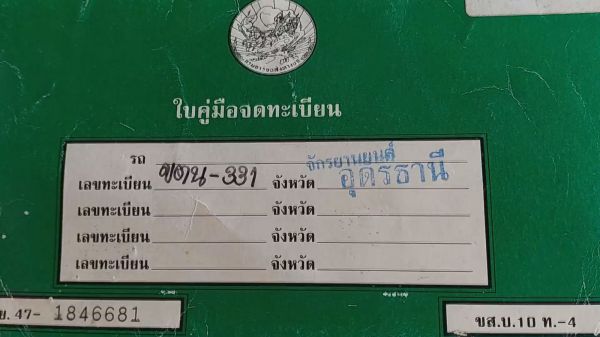 ใบคู่มือจดทะเบียน
รถ จักรยานยนต์
เลขทะเบียน ขตน-331 จังหวัด อุดรธานี
เลขทะเบียน จังหวัด
เลขทะเบียน จังหวัด
เลขทะเบียน จังหวัด
ย. 47- 1846681
ขส.บ.10 ท.-4